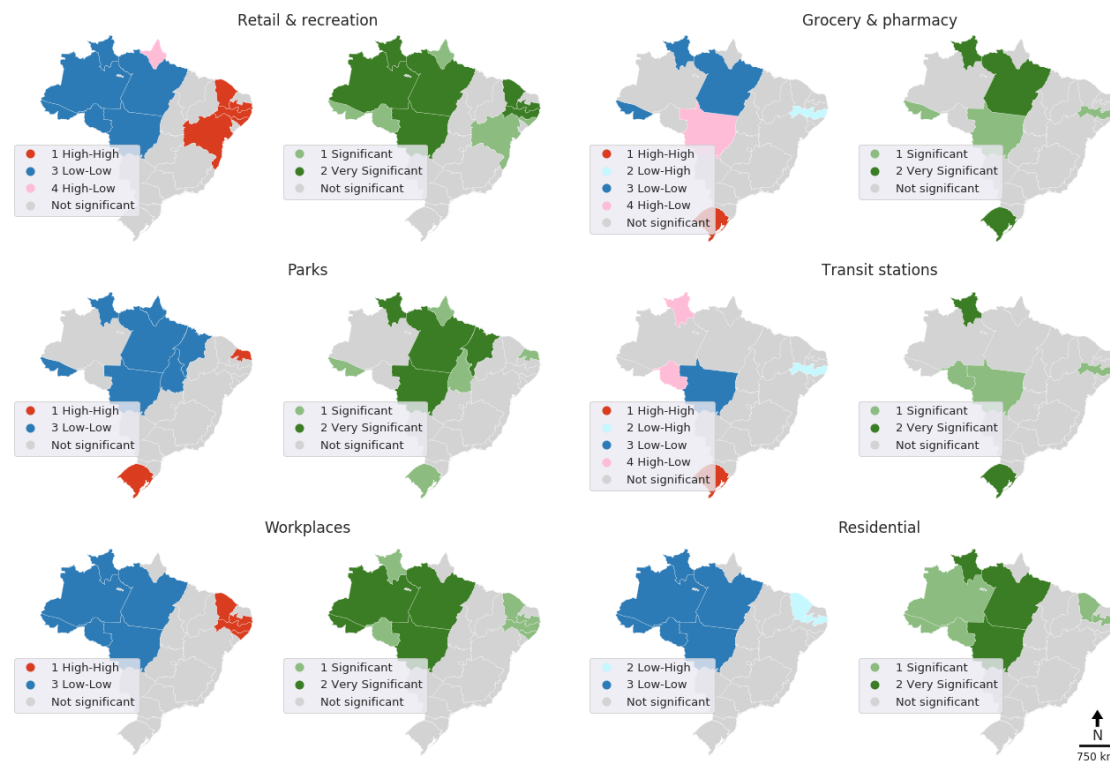 Retail & recreation
1 High-High
3 Low-Low
4 High-Low
Not significant
1 Significant
2 Very Significant
Not significant
Grocery & pharmacy
1 High-High
2 Low-High
3 Low-Low
4 High-Low
Not significant
1 Significant
2 Very Significant
Not significant
Parks
1 High-High
3 Low-Low
Not significant
1 Significant
2 Very Significant
Not significant
Transit stations
1 High-High
2 Low-High
3 Low-Low
4 High-Low
Not significant
1 Significant
2 Very Significant
Not significant
Workplaces
1 High-High
3 Low-Low
Not significant
1 Significant
2 Very Significant
Not significant
Residential
2 Low-High
3 Low-Low
Not significant
1 Significant
2 Very Significant
Not significant
N
750 km